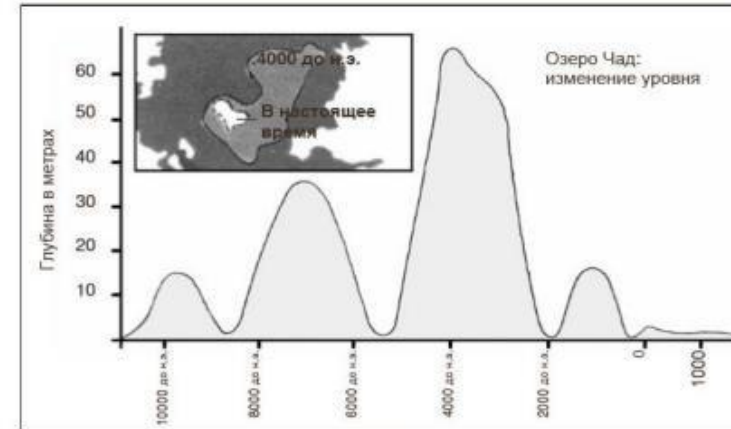 Озеро Чад:
изменение уровня
.4000 до н.э.
В настоящее
время
Глубина в метрах
60
50
40
30
20
10
10000 до н.э.
8000 до н.э.
6000 до н.э.
4000 до н.э.
2000 до н.э.
0
1000